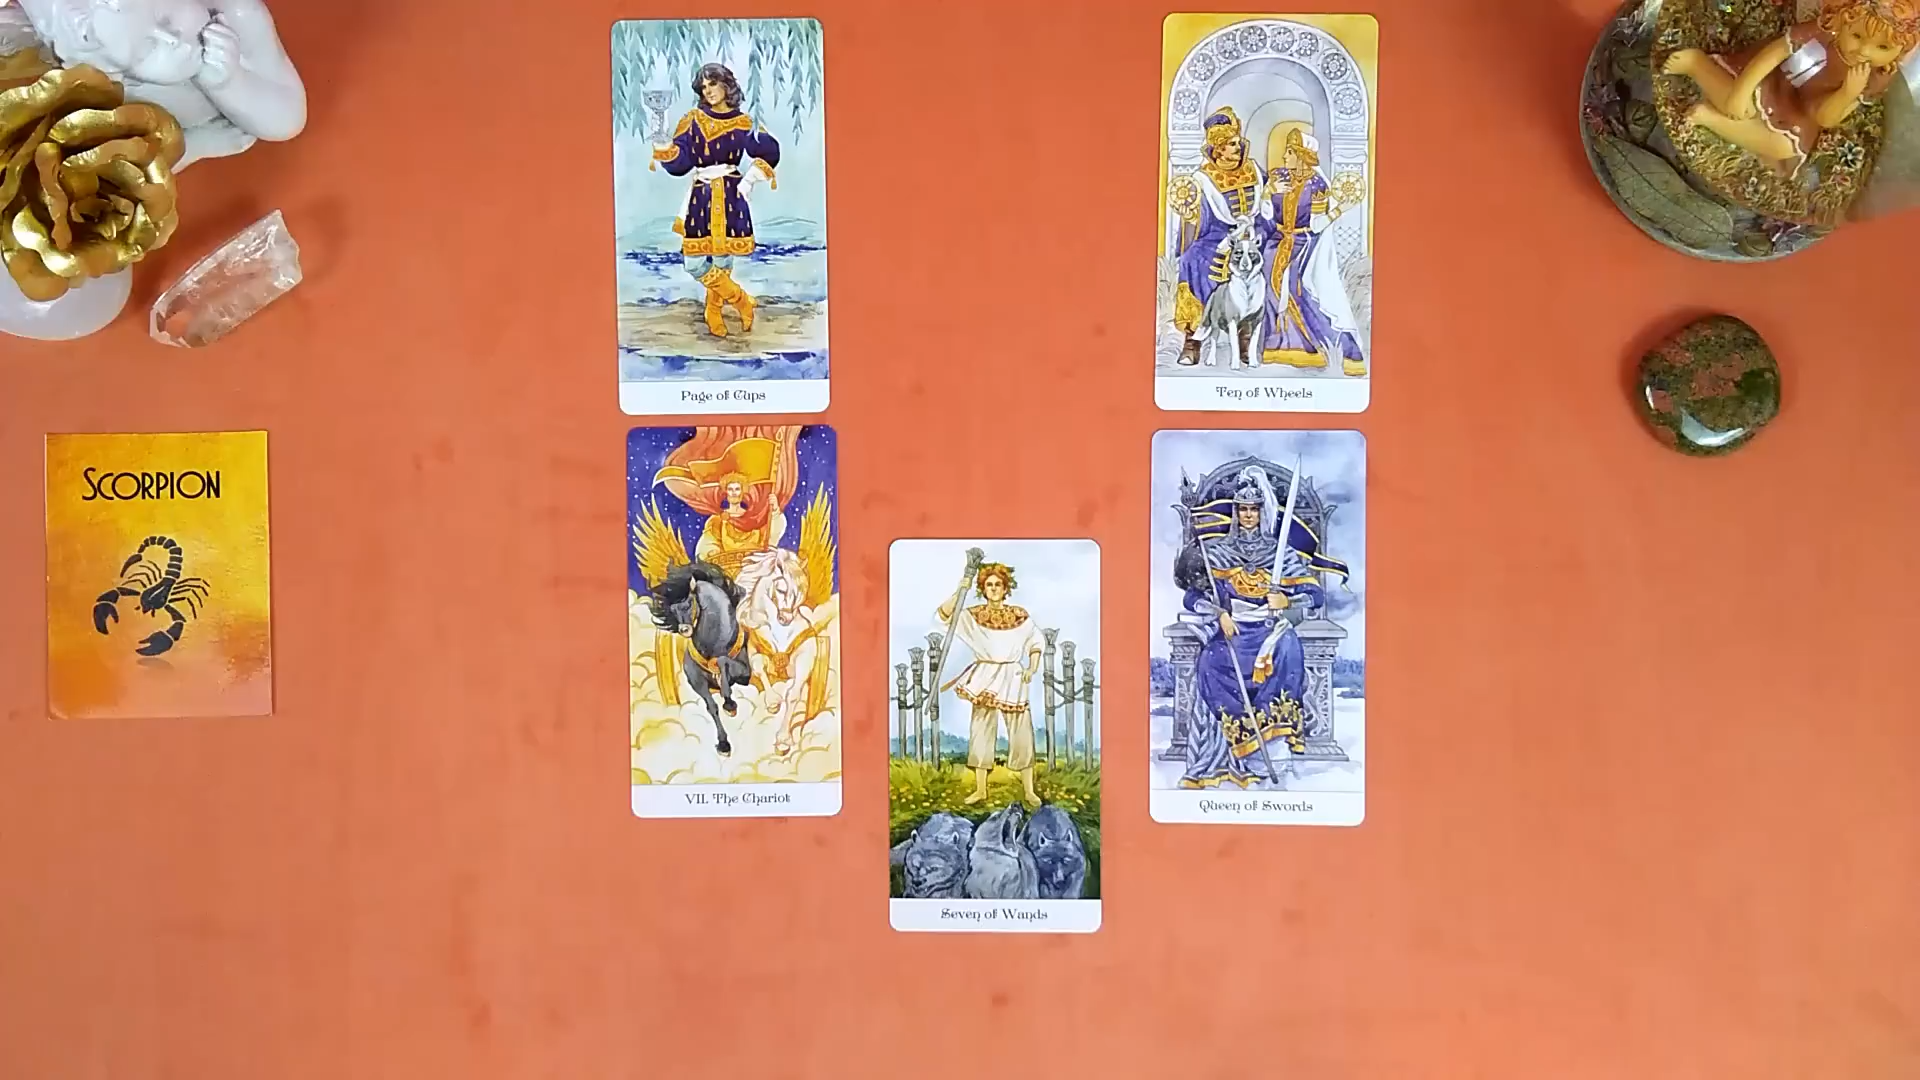 Page of Cups
Ten of Wheels
SCORPION
VII. The Chariot
Queen of Swords
Seven of Wands